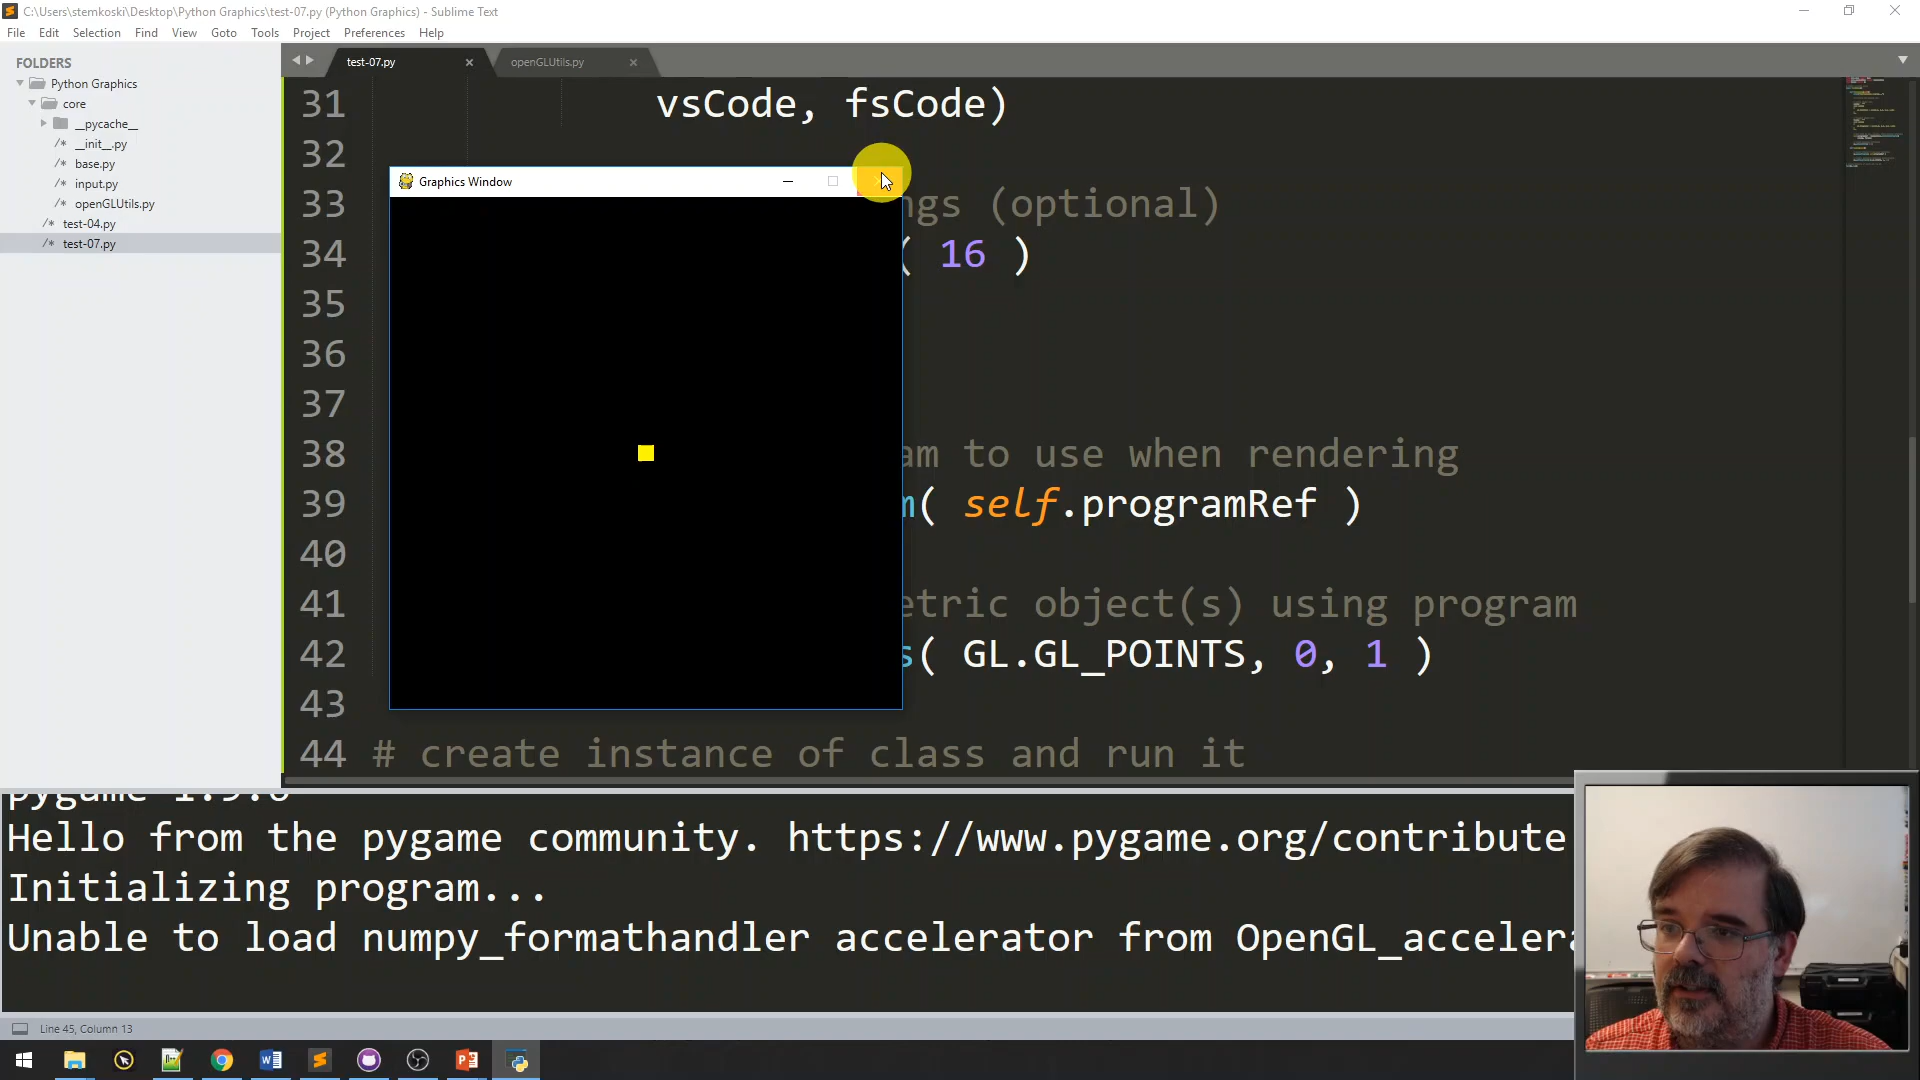 C:\Users\stemkoski\Desktop\Python Graphics\test-07.py (Python Graphics) - Sublime Text
File Edit Selection Find View Goto Tools Project Preferences Help
FOLDERS
Python Graphics
core
__pycache__
__init__.py
base.py
input.py
openGLUtils.py
test-04.py
test-07.py
test-07.py
openGLUtils.py
31 vsCode, fsCode)
32
33 ngs (optional)
34 ( 16 )
35
36
37
38 am to use when rendering
39 m( self.programRef )
40
41 etric object(s) using program
42 s( GL.GL_POINTS, 0, 1 )
43
44 # create instance of class and run it
Graphics Window
pygame 1.9.6
Hello from the pygame community. https://www.pygame.org/contribute
Initializing program...
Unable to load numpy_formathandler accelerator from OpenGL_accelera
Line 45, Column 13